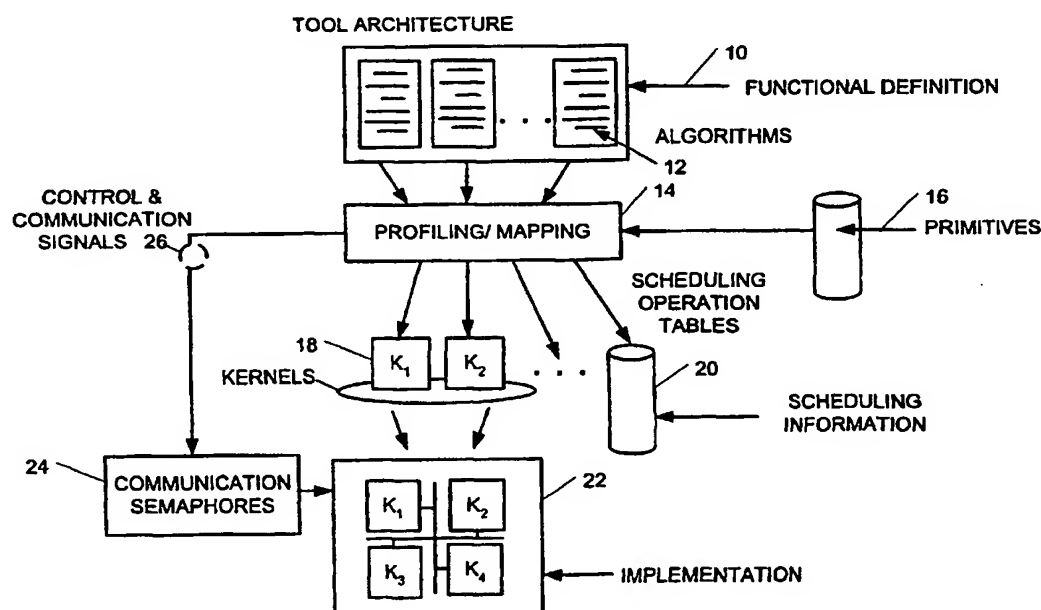 TOOL ARCHITECTURE
10
FUNCTIONAL DEFINITION
ALGORITHMS
12
CONTROL &
COMMUNICATION
SIGNALS 26
14
PROFILING/ MAPPING
16
PRIMITIVES
SCHEDULING
OPERATION
TABLES
18
K1
K2
KERNELS
20
SCHEDULING
INFORMATION
24
COMMUNICATION
SEMAPHORES
22
K1
K2
K3
K4
IMPLEMENTATION